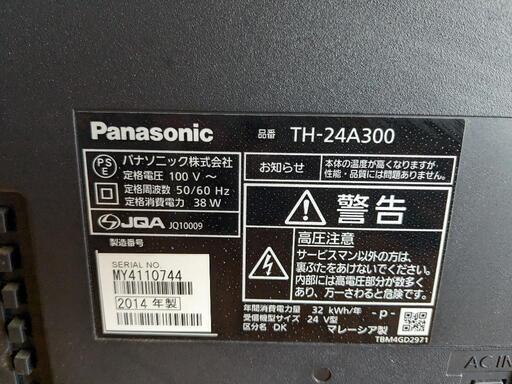 Panasonic
品番 TH-24A300
PS
E
パナソニック株式会社
定格電圧 100 V ～
定格周波数 50/60 Hz
定格消費電力 38 W
JQA JQ10009
製造番号
SERIAL NO.
MY4110744
2014 年製
お知らせ
本体の温度が高くなりますが、
性能・品質には問題ありません。
警告
高圧注意
サービスマン以外の方は、
裏ぶたをあけないでください。
内部には高電圧部分が数多く
あり、万一さわると危険です。
年間消費電力量 32 kWh/年
受信機型サイズ 24 V型
区分名 DK
-p-
マレーシア製
TBM4GD2971
AC IN